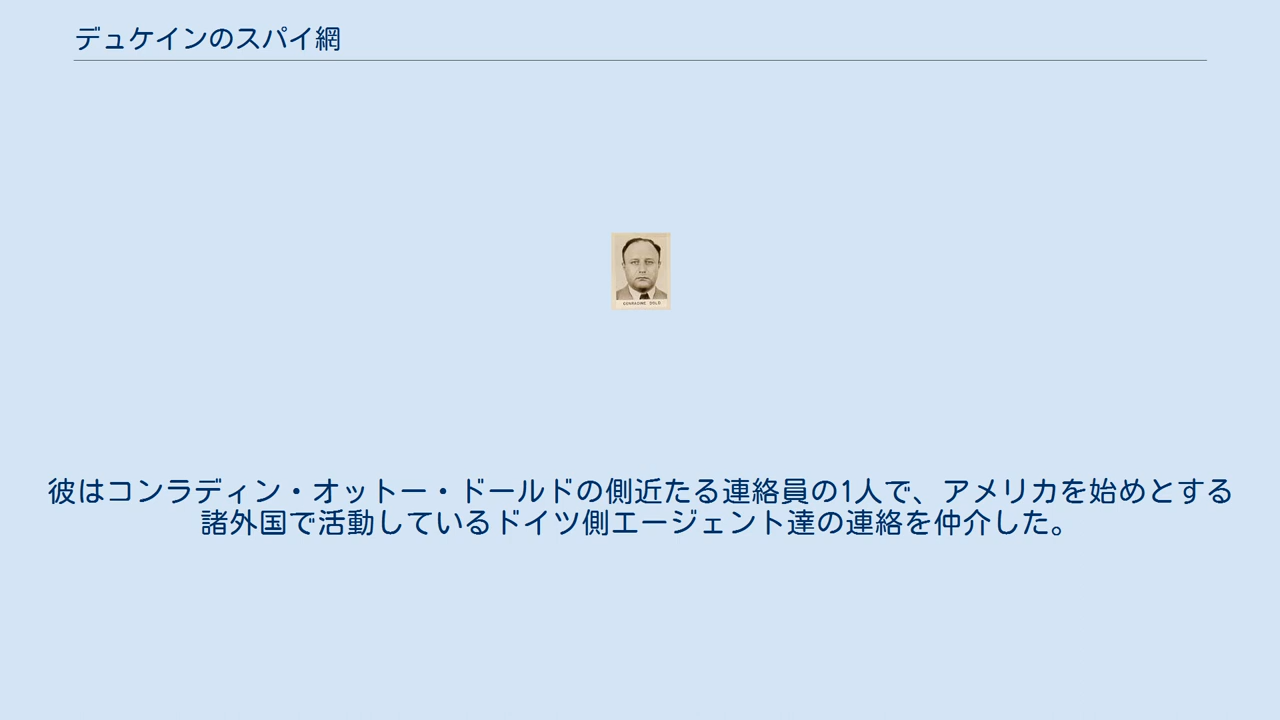 デュケインのスパイ網
CONRADINE DOLD
彼はコンラディン・オットー・ドールドの側近たる連絡員の1人で、アメリカを始めとする
諸外国で活動しているドイツ側エージェント達の連絡を仲介した。